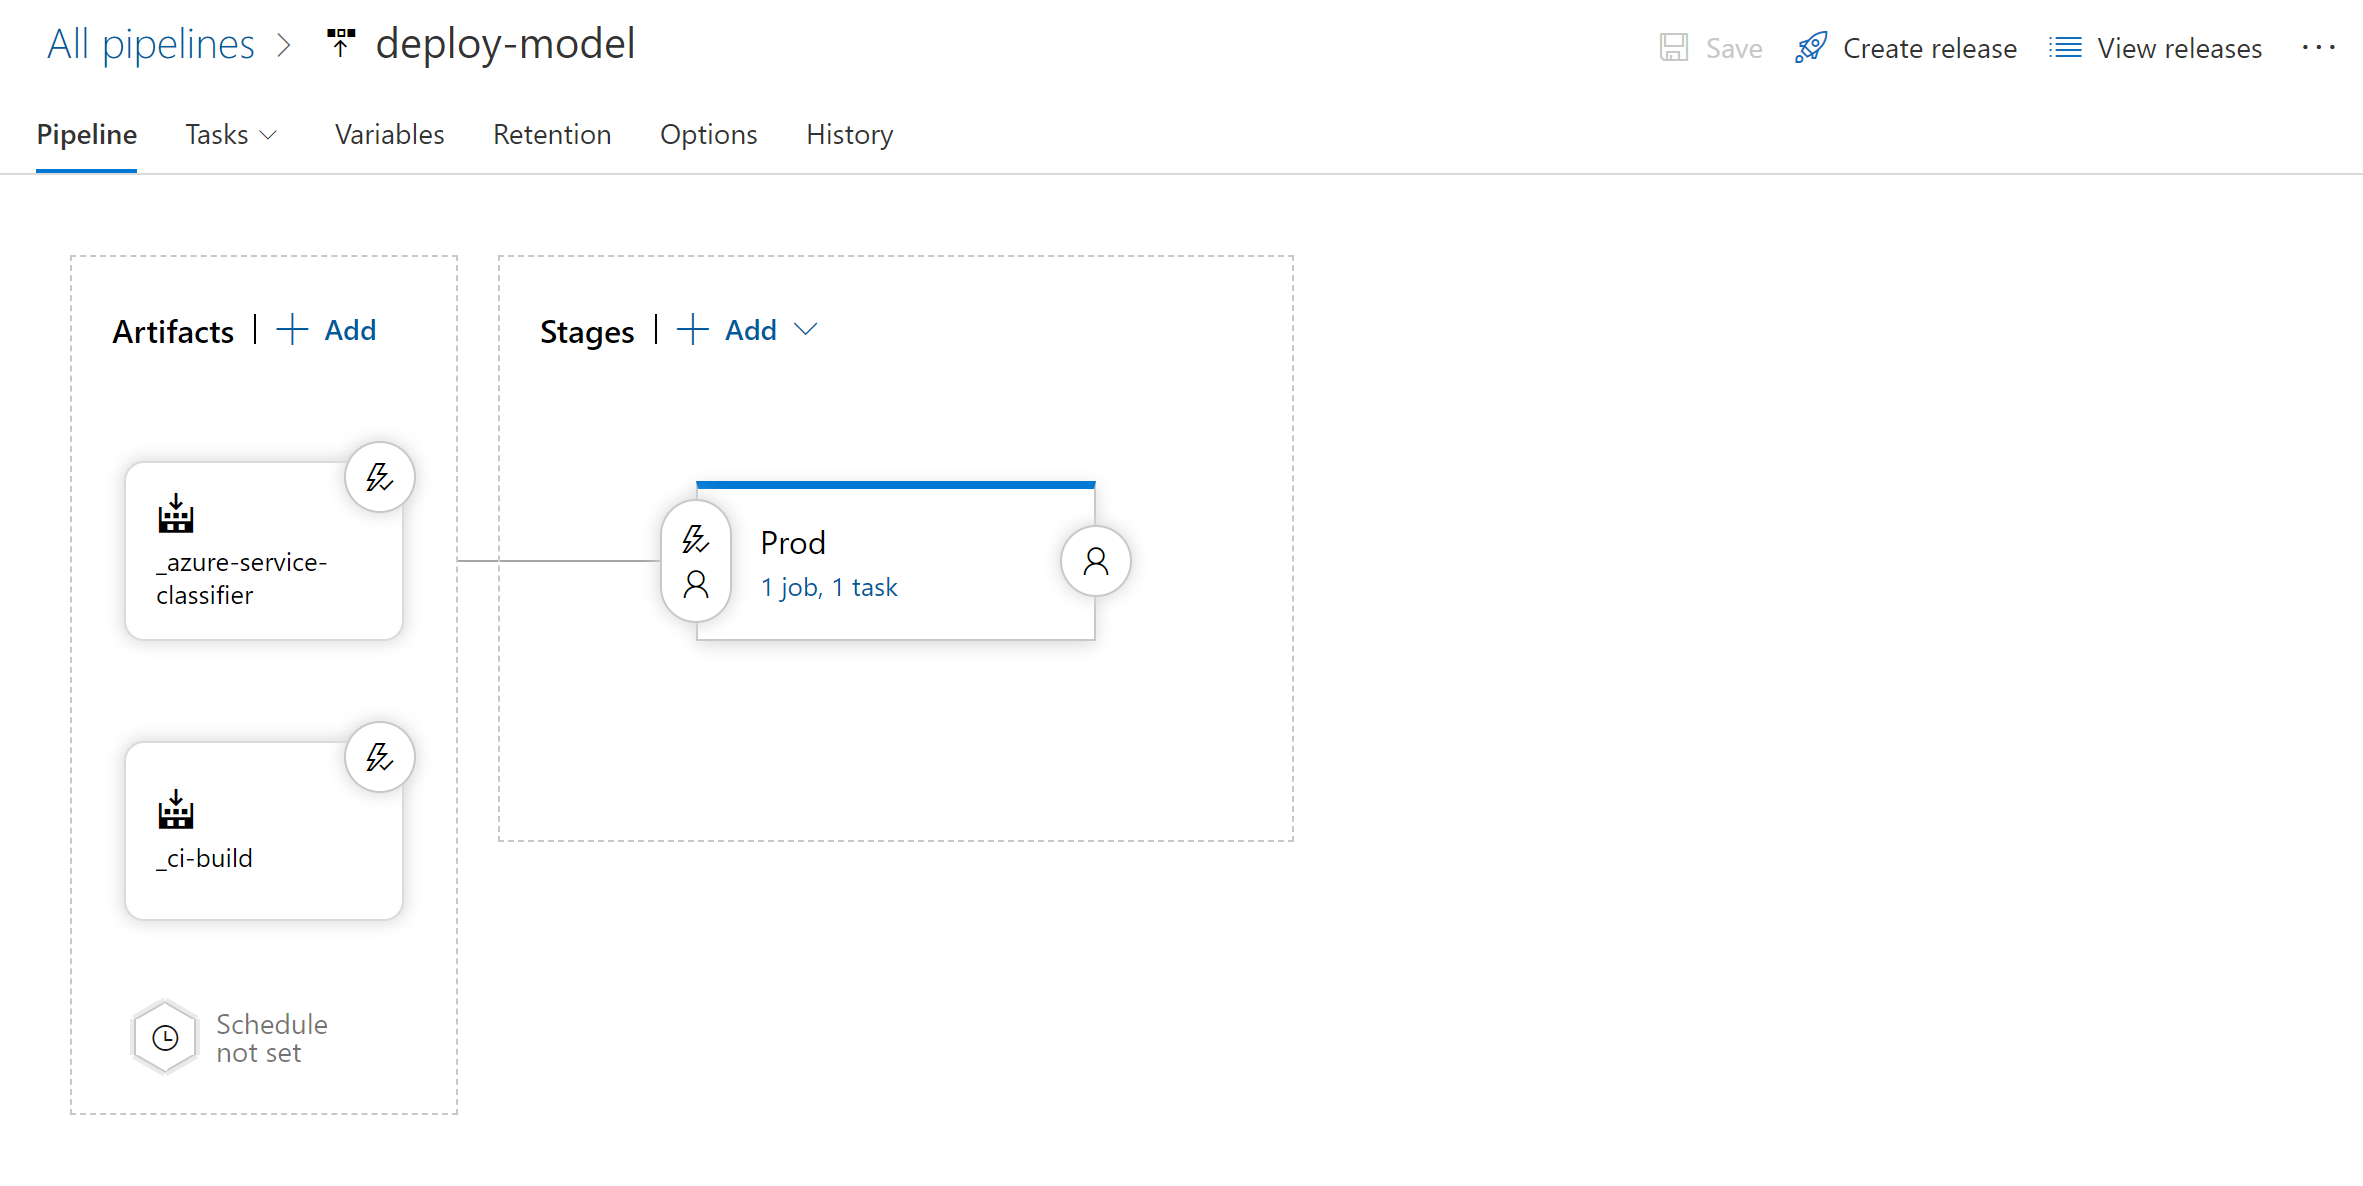 All pipelines > deploy-model
Save Create release View releases ...
Pipeline Tasks Variables Retention Options History
Artifacts | + Add
Stages | + Add
_azure-service-
classifier
Prod
1 job, 1 task
_ci-build
Schedule
not set